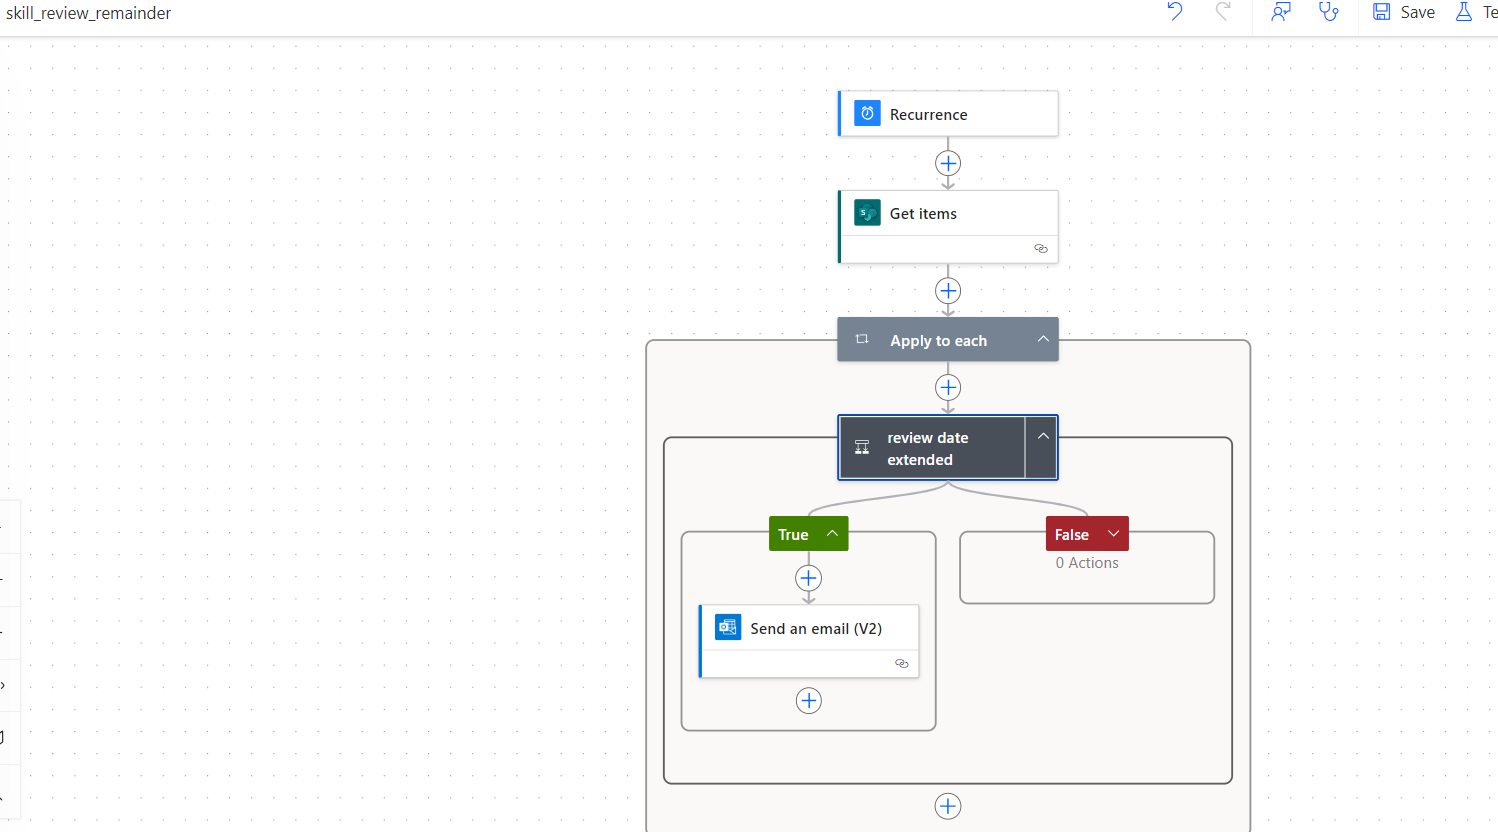 skill_review_remainder
Save
Te
Recurrence
Get items
Apply to each
review date
extended
True
False
0 Actions
Send an email (V2)